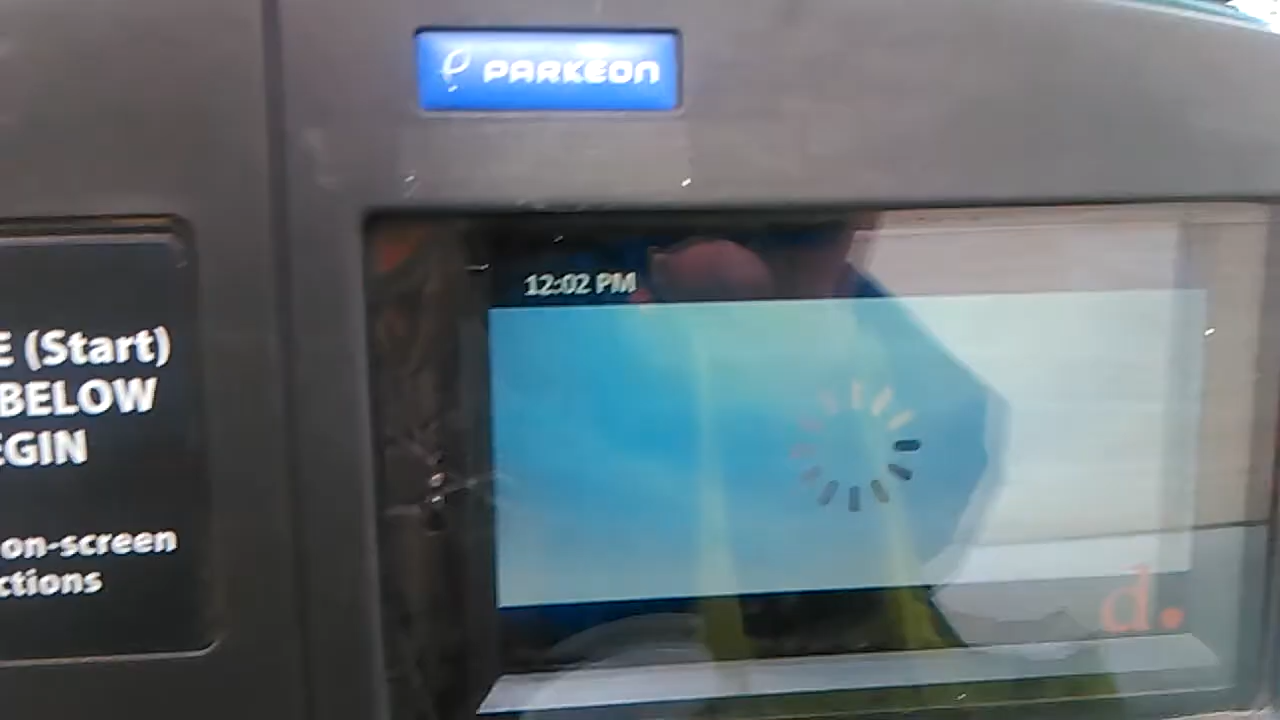 PARKEON
12:02 PM
E (Start)
BELOW
EGIN
on-screen
ctions
d.